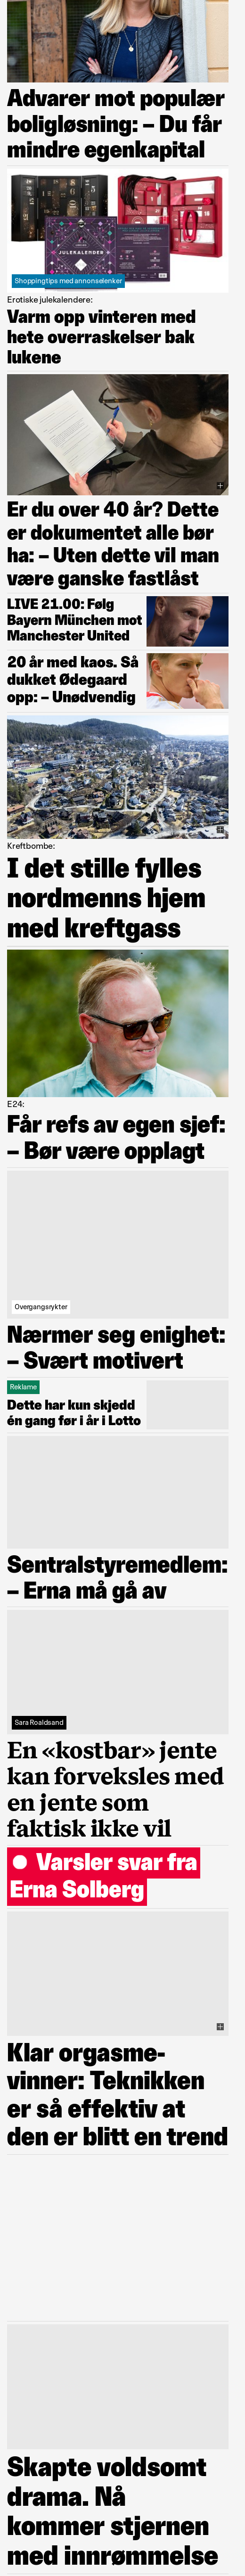 Advarer mot populær
boligløsning: – Du får
mindre egenkapital
JULEKALENDER
Shoppingtips med annonselenker
Erotiske julekalendere:
Varm opp vinteren med
hete overraskelser bak
lukene
Er du over 40 år? Dette
er dokumentet alle bør
ha: – Uten dette vil man
være ganske fastlåst
LIVE 21.00: Følg
Bayern München mot
Manchester United
20 år med kaos. Så
dukket Ødegaard
opp: – Unødvendig
Kreftbombe:
I det stille fylles
nordmenns hjem
med kreftgass
E24:
Får refs av egen sjef:
– Bør være opplagt
Overgangsrykter
Nærmer seg enighet:
– Svært motivert
Reklame
Dette har kun skjedd
én gang før i år i Lotto
Sentralstyremedlem:
– Erna må gå av
Sara Roaldsand
En «kostbar» jente
kan forveksles med
en jente som
faktisk ikke vil
Varsler svar fra
Erna Solberg
Klar orgasme-
vinner: Teknikken
er så effektiv at
den er blitt en trend
Skapte voldsomt
drama. Nå
kommer stjernen
med innrømmelse